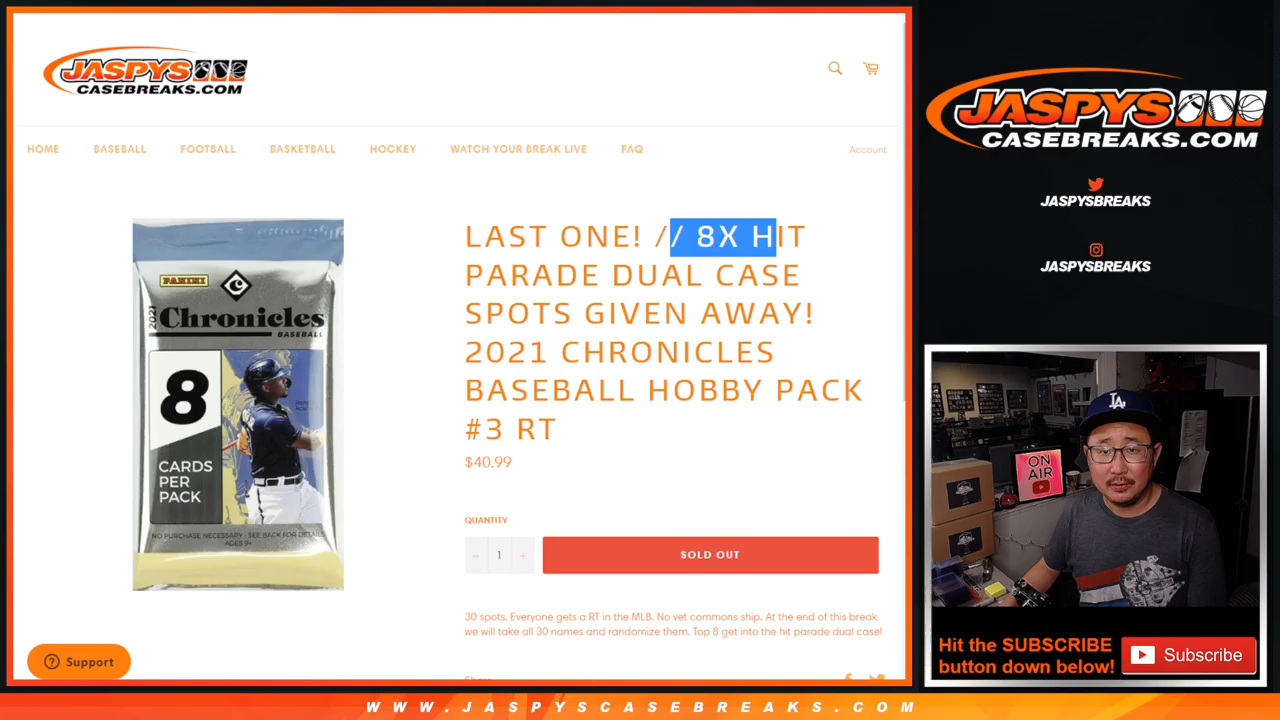 JASPYS
CASEBREAKS.COM
HOME BASEBALL FOOTBALL BASKETBALL HOCKEY WATCH YOUR BREAK LIVE FAQ Account
LAST ONE! // 8X HIT
PARADE DUAL CASE
SPOTS GIVEN AWAY!
2021 CHRONICLES
BASEBALL HOBBY PACK
#3 RT
$40.99
QUANTITY
− 1 +
SOLD OUT
30 spots. Everyone gets a RT in the MLB. No vet commons ship. At the end of this break
we will take all 30 names and randomize them. Top 8 get into the hit parade dual case!
Share
PANINI
C
2021
Chronicles
BASEBALL
8
CARDS
PER
PACK
NO PURCHASE NECESSARY - SEE BACK FOR DETAILS
AGES 9+
Support
JASPYS
CASEBREAKS.COM
JASPYSBREAKS
JASPYSBREAKS
ON
AIR
LA
Hit the SUBSCRIBE
button down below!
Subscribe
WWW.JASPYSCASEBREAKS.COM